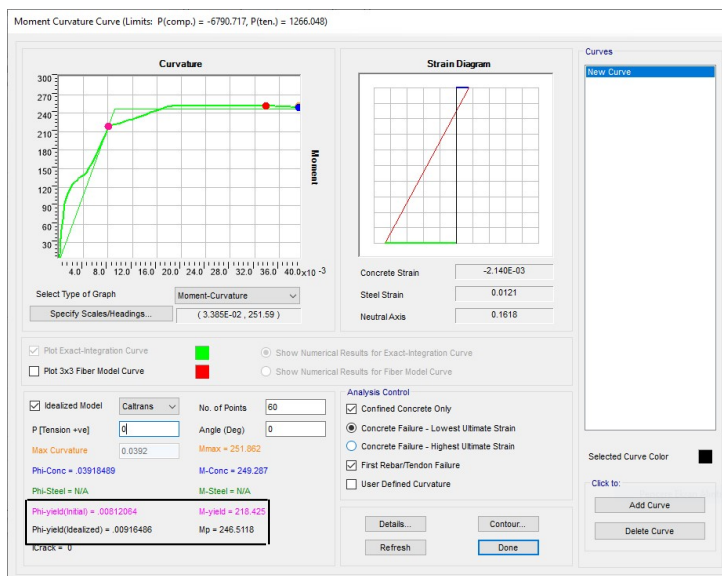 Moment Curvature Curve (Limits: P(comp.) = -6790.717, P(ten.) = 1266.048)
Curvature
300
270
240
210
180
150
120
90
60
30
Moment
4.0 8.0 12.0 16.0 20.0 24.0 28.0 32.0 36.0 40.0 x10 -3
Select Type of Graph
Moment-Curvature
Specify Scales/Headings...
( 3.385E-02 , 251.59 )
Strain Diagram
Concrete Strain
-2.140E-03
Steel Strain
0.0121
Neutral Axis
0.1618
Curves
New Curve
Plot Exact-Integration Curve
Show Numerical Results for Exact-Integration Curve
Plot 3x3 Fiber Model Curve
Show Numerical Results for Fiber Model Curve
Idealized Model
Caltrans
No. of Points
60
P [Tension +ve]
0
Angle (Deg)
0
Max Curvature
0.0392
Mmax = 251.862
Phi-Conc = .03918489
M-Conc = 249.287
Phi-Steel = N/A
M-Steel = N/A
Phi-yield(Initial) = .00812064
M-yield = 218.425
Phi-yield(Idealized) = .00916486
Mp = 246.5118
ICrack = 0
Analysis Control
Confined Concrete Only
Concrete Failure - Lowest Ultimate Strain
Concrete Failure - Highest Ultimate Strain
First Rebar/Tendon Failure
User Defined Curvature
Details...
Contour...
Refresh
Done
Selected Curve Color
Click to:
Add Curve
Delete Curve